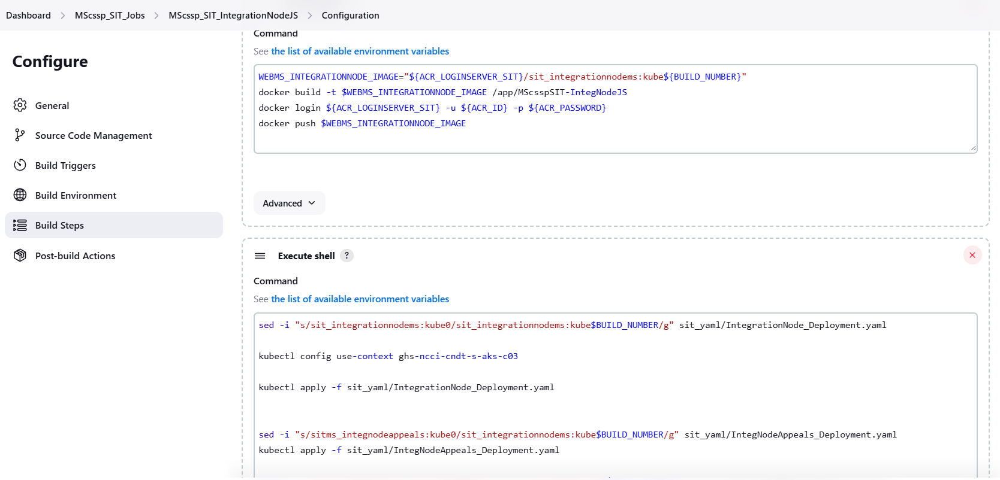 Dashboard > MScssp_SIT_Jobs > MScssp_SIT_IntegrationNodeJS > Configuration
Configure
General
Source Code Management
Build Triggers
Build Environment
Build Steps
Post-build Actions
Command
See the list of available environment variables
WEBMS_INTEGRATIONNODE_IMAGE="${ACR_LOGINSERVER_SIT}/sit_integrationnodems:kube${BUILD_NUMBER}"
docker build -t $WEBMS_INTEGRATIONNODE_IMAGE /app/MScsspSIT-IntegNodeJS
docker login ${ACR_LOGINSERVER_SIT} -u ${ACR_ID} -p ${ACR_PASSWORD}
docker push $WEBMS_INTEGRATIONNODE_IMAGE
Advanced
Execute shell ?
Command
See the list of available environment variables
sed -i "s/sit_integrationnodems:kube0/sit_integrationnodems:kube$BUILD_NUMBER/g" sit_yaml/IntegrationNode_Deployment.yaml
kubectl config use-context ghs-ncci-cndt-s-aks-c03
kubectl apply -f sit_yaml/IntegrationNode_Deployment.yaml
sed -i "s/sitms_integnodeappeals:kube0/sit_integrationnodems:kube$BUILD_NUMBER/g" sit_yaml/IntegNodeAppeals_Deployment.yaml
kubectl apply -f sit_yaml/IntegNodeAppeals_Deployment.yaml